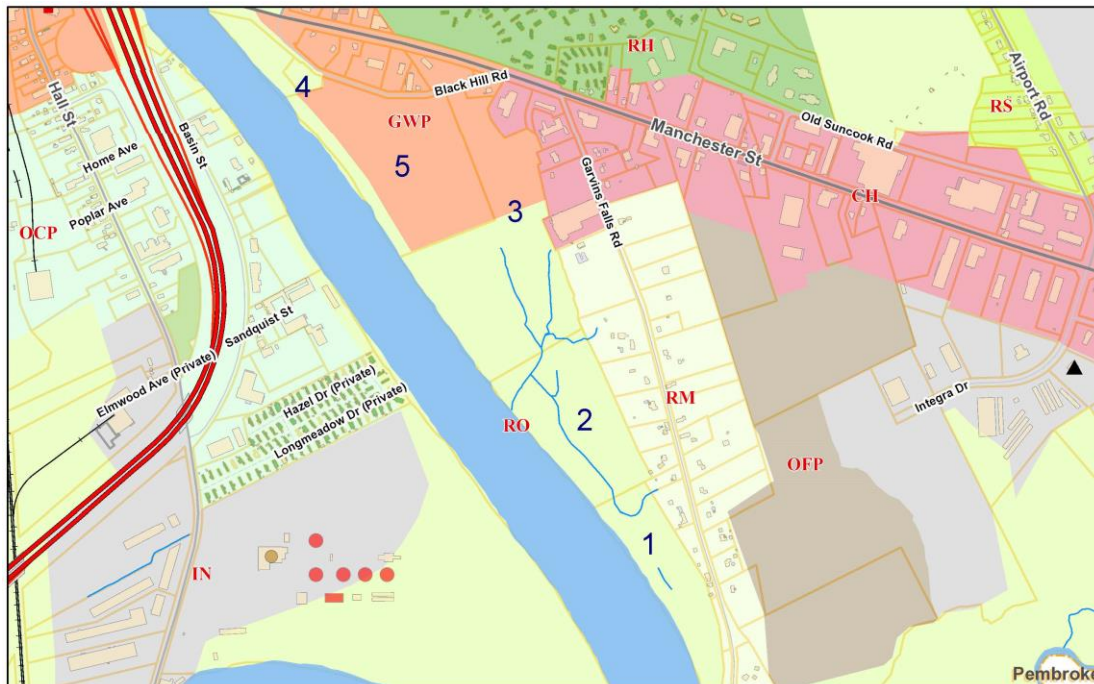 RH
4
Black Hill Rd
Airport Rd
Hall St
Basin St
GWP
RS
Old Suncook Rd
Home Ave
5
Manchester St
Garvins Falls Rd
CH
Poplar Ave
3
OCP
Sandquist St
Elmwood Ave (Private)
Hazel Dr (Private)
Integra Dr
RM
Longmeadow Dr (Private)
2
RO
OFP
1
IN
Pembroke